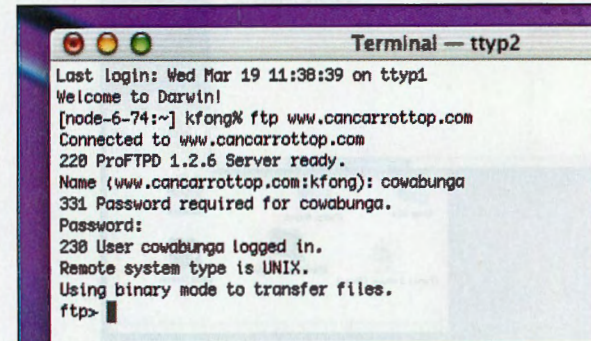 Terminal — ttyp2
Last login: Wed Mar 19 11:38:39 on ttyp1
Welcome to Darwin!
[node-6-74:~] kfong% ftp www.cancarrottop.com
Connected to www.cancarrottop.com
220 ProFTPD 1.2.6 Server ready.
Name (www.cancarrottop.com:kfong): cowabunga
331 Password required for cowabunga.
Password:
230 User cowabunga logged in.
Remote system type is UNIX.
Using binary mode to transfer files.
ftp>